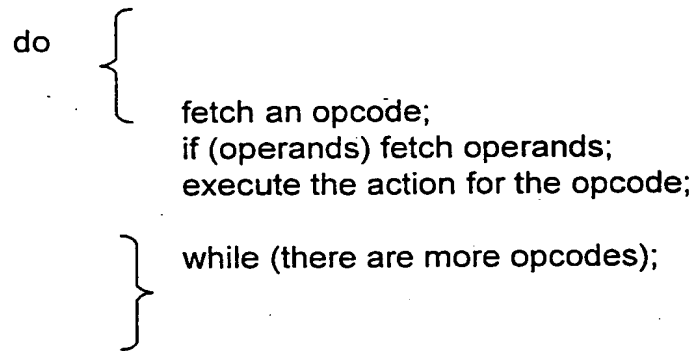 do {
fetch an opcode;
if (operands) fetch operands;
execute the action for the opcode;
} while (there are more opcodes);